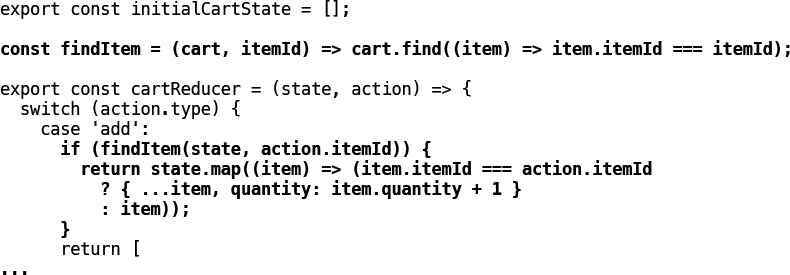 export const initialCartState = [];
const findItem = (cart, itemId) => cart.find((item) => item.itemId === itemId);
export const cartReducer = (state, action) => {
  switch (action.type) {
    case 'add':
      if (findItem(state, action.itemId)) {
        return state.map((item) => (item.itemId === action.itemId
          ? { ...item, quantity: item.quantity + 1 }
          : item));
      }
      return [
...